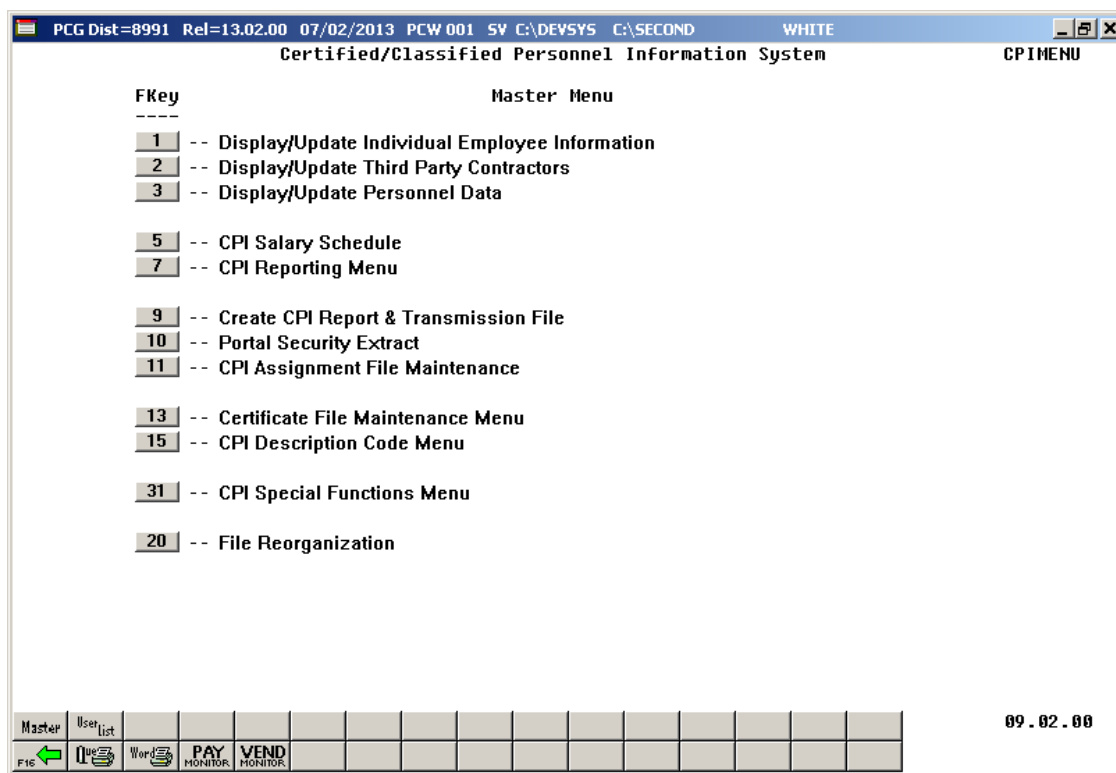 PCG Dist=8991 Rel=13.02.00 07/02/2013 PCW 001 SV C:\DEVSYS C:\SECOND WHITE
Certified/Classified Personnel Information System CPIMENU
FKey Master Menu
----
1 -- Display/Update Individual Employee Information
2 -- Display/Update Third Party Contractors
3 -- Display/Update Personnel Data
5 -- CPI Salary Schedule
7 -- CPI Reporting Menu
9 -- Create CPI Report & Transmission File
10 -- Portal Security Extract
11 -- CPI Assignment File Maintenance
13 -- Certificate File Maintenance Menu
15 -- CPI Description Code Menu
31 -- CPI Special Functions Menu
20 -- File Reorganization
Master User List 09.02.00
F16 Que Word PAY MONITOR VEND MONITOR